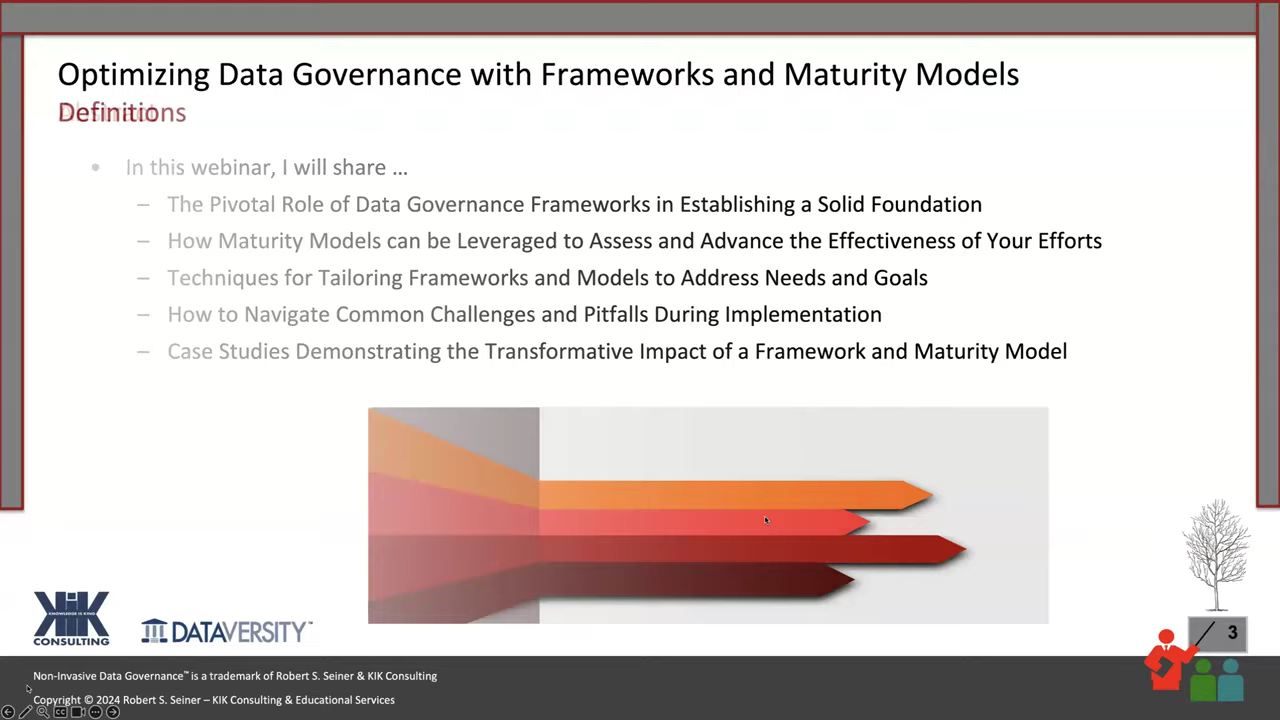 Optimizing Data Governance with Frameworks and Maturity Models
Definitions
• In this webinar, I will share …
– The Pivotal Role of Data Governance Frameworks in Establishing a Solid Foundation
– How Maturity Models can be Leveraged to Assess and Advance the Effectiveness of Your Efforts
– Techniques for Tailoring Frameworks and Models to Address Needs and Goals
– How to Navigate Common Challenges and Pitfalls During Implementation
– Case Studies Demonstrating the Transformative Impact of a Framework and Maturity Model
KIK
KNOWLEDGE IS KING
CONSULTING
DATAVERSITY™
3
Non-Invasive Data Governance™ is a trademark of Robert S. Seiner & KIK Consulting
Copyright © 2024 Robert S. Seiner – KIK Consulting & Educational Services